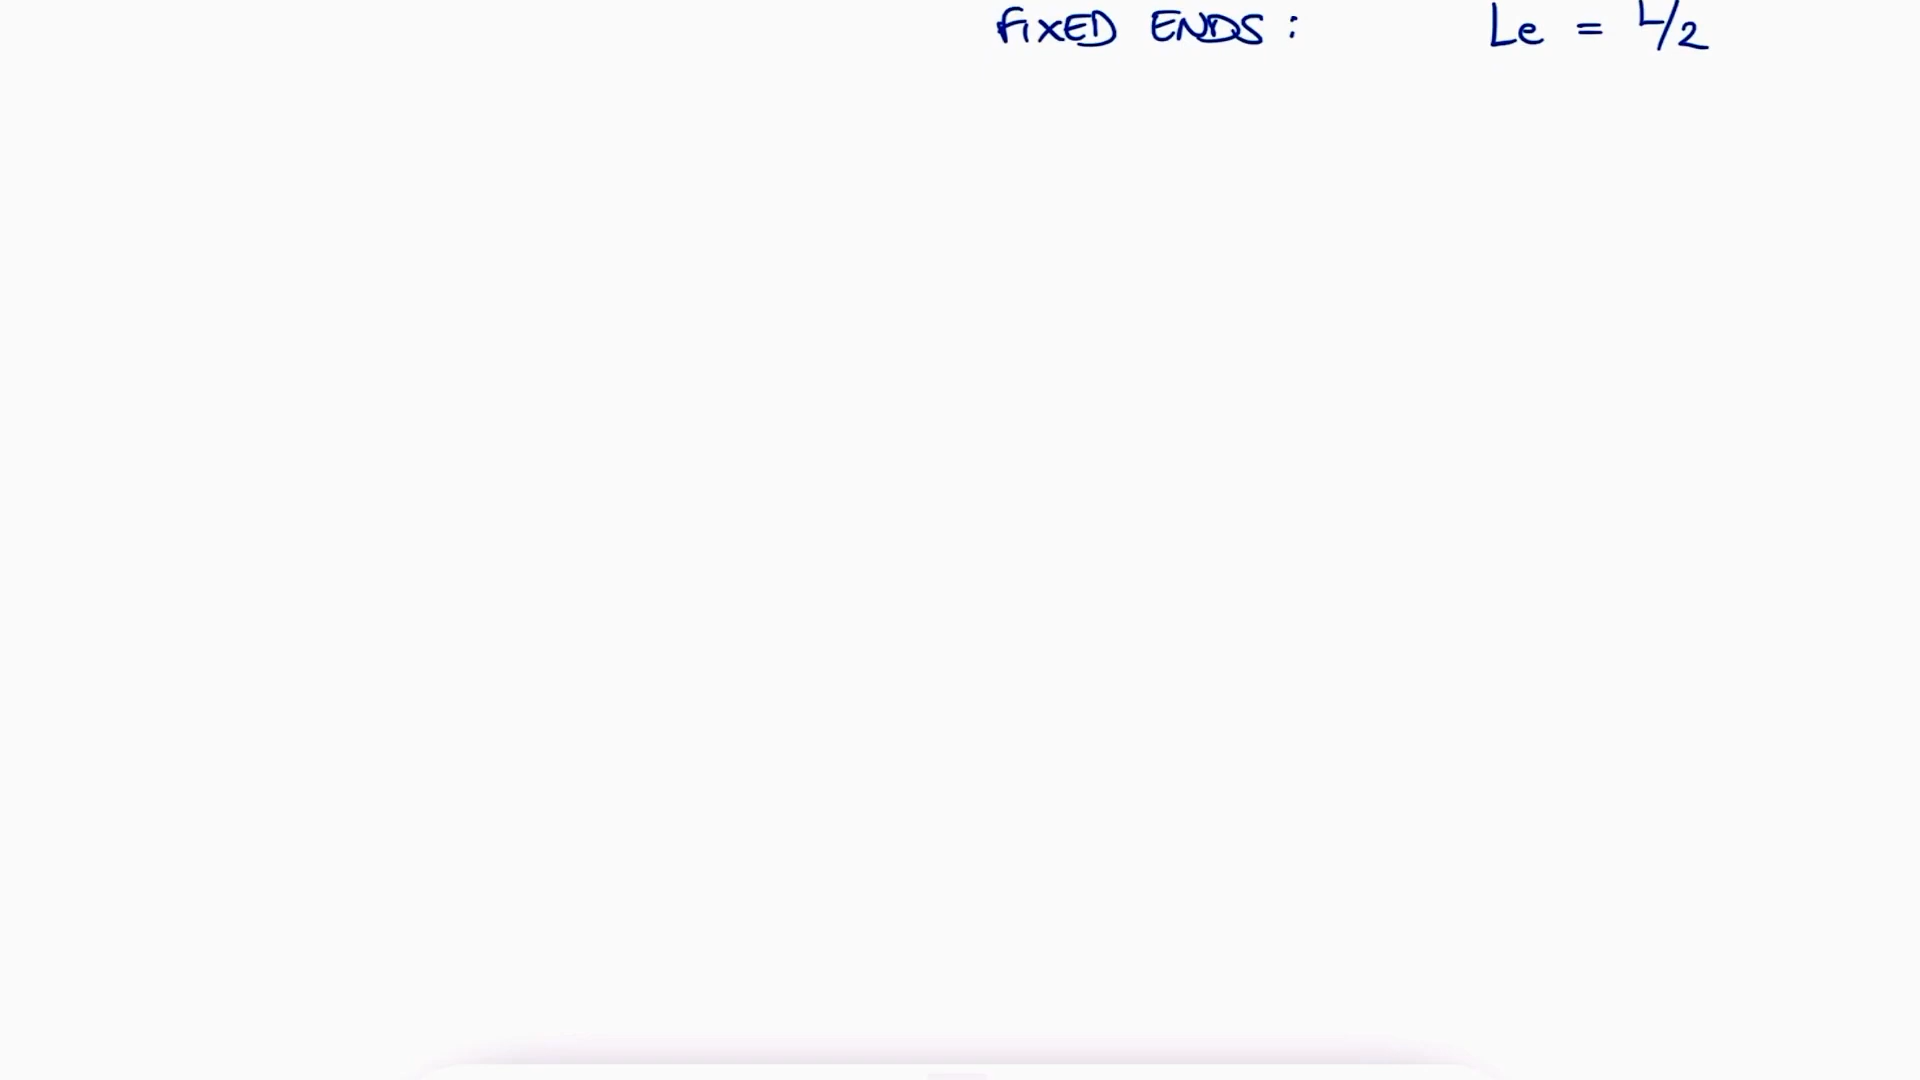 FIXED ENDS : Le = L/2